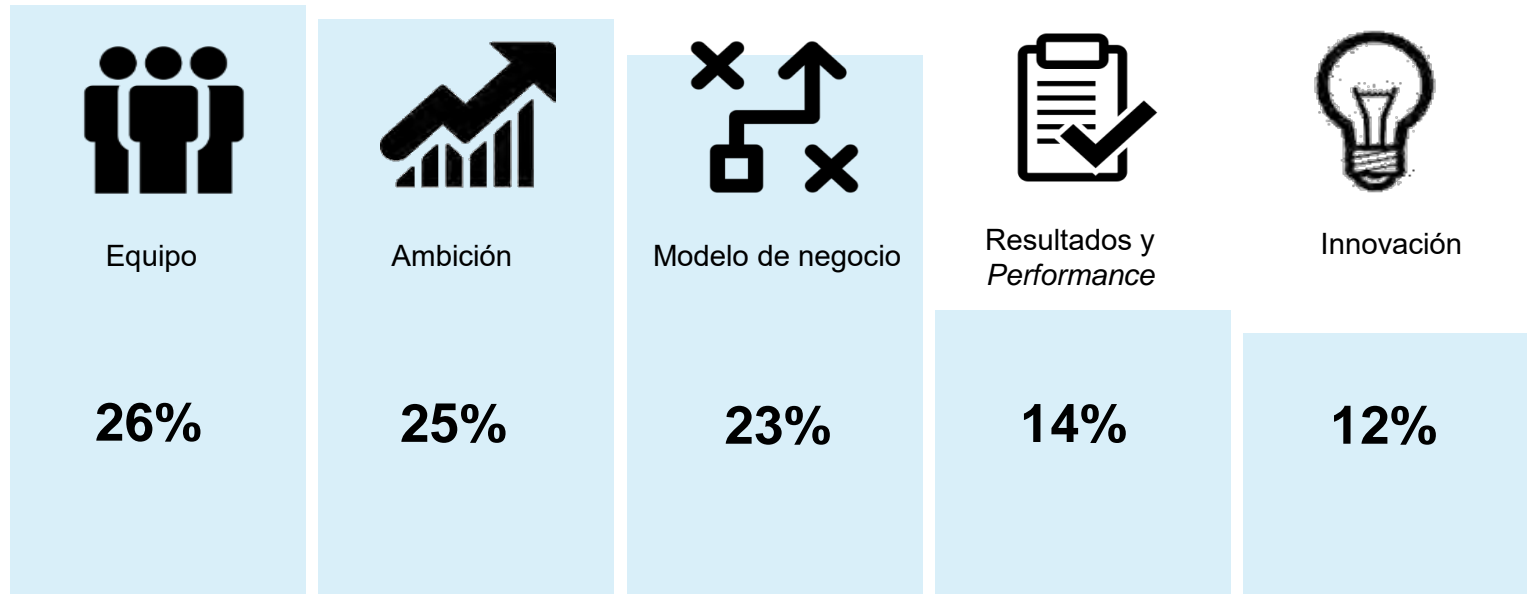 Equipo
Ambición
Modelo de negocio
Resultados y
Performance
Innovación
26%
25%
23%
14%
12%